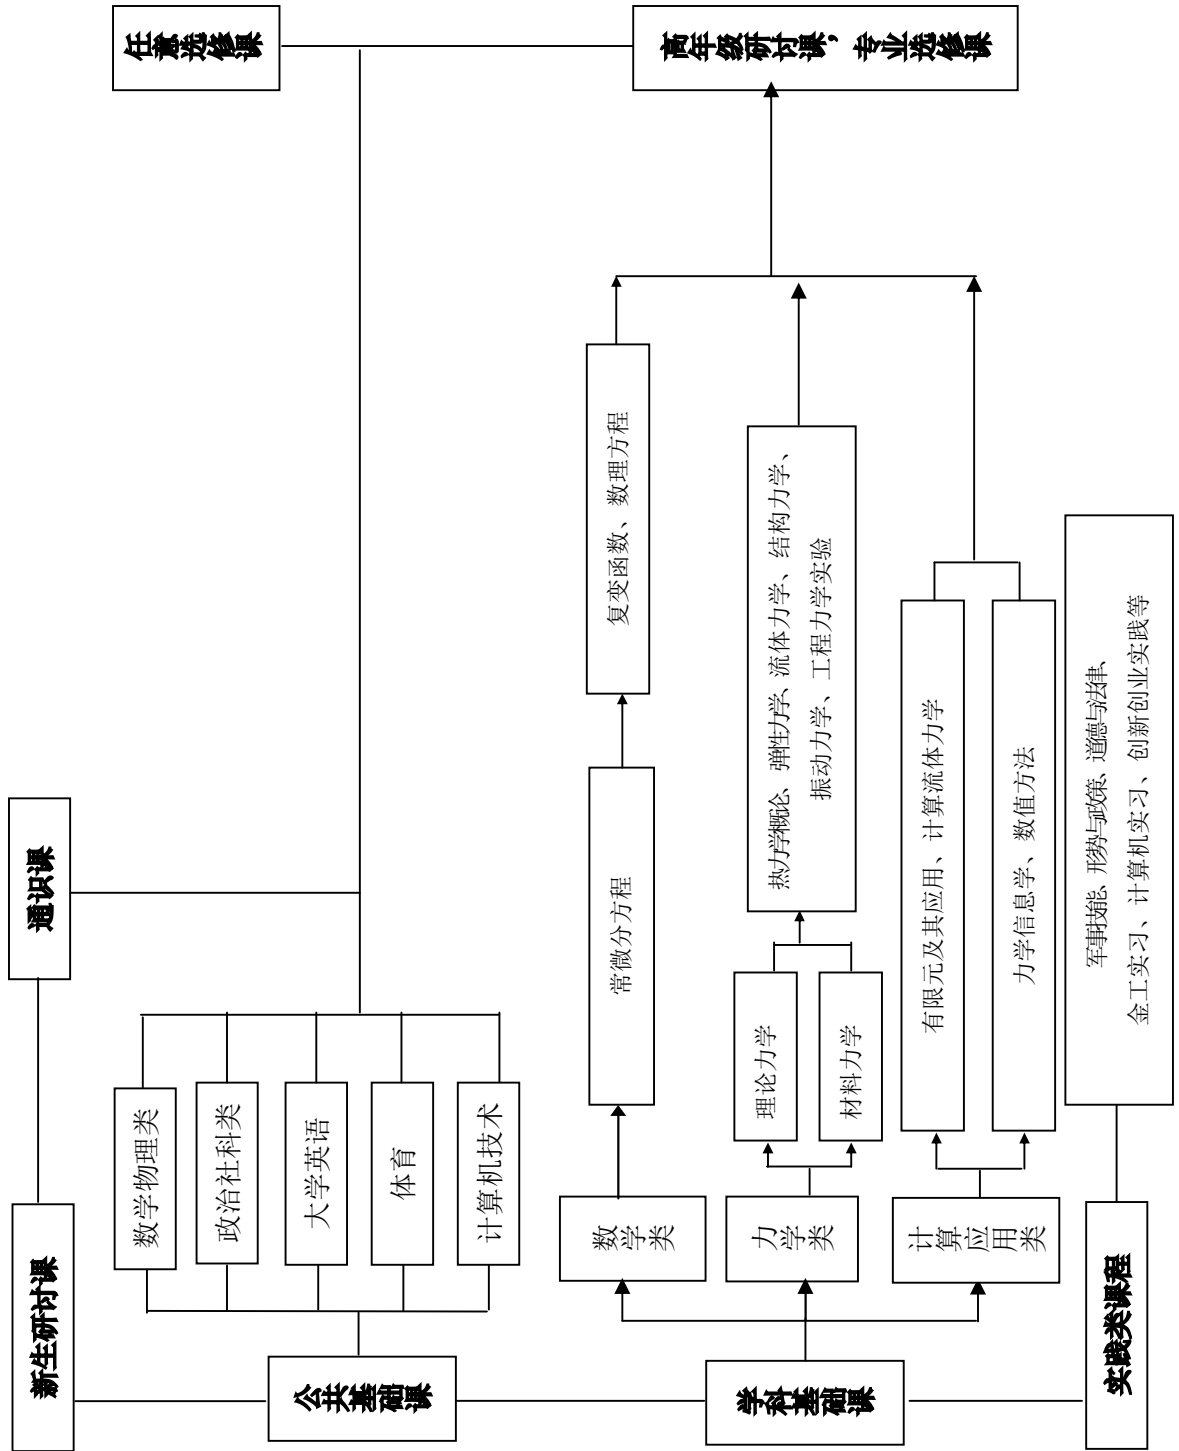 新生研讨课
通识课
公共基础课
数学物理类
政治社科类
大学英语
体育
计算机技术
任意选修课
学科基础课
数学类
常微分方程
复变函数、数理方程
力学类
理论力学
材料力学
热力学概论、弹性力学、流体力学、结构力学、
振动力学、工程力学实验
计算应用类
有限元及其应用、计算流体力学
力学信息学、数值方法
高年级研讨课，专业选修课
实践类课程
军事技能、形势与政策、道德与法律、
金工实习、计算机实习、创新创业实践等